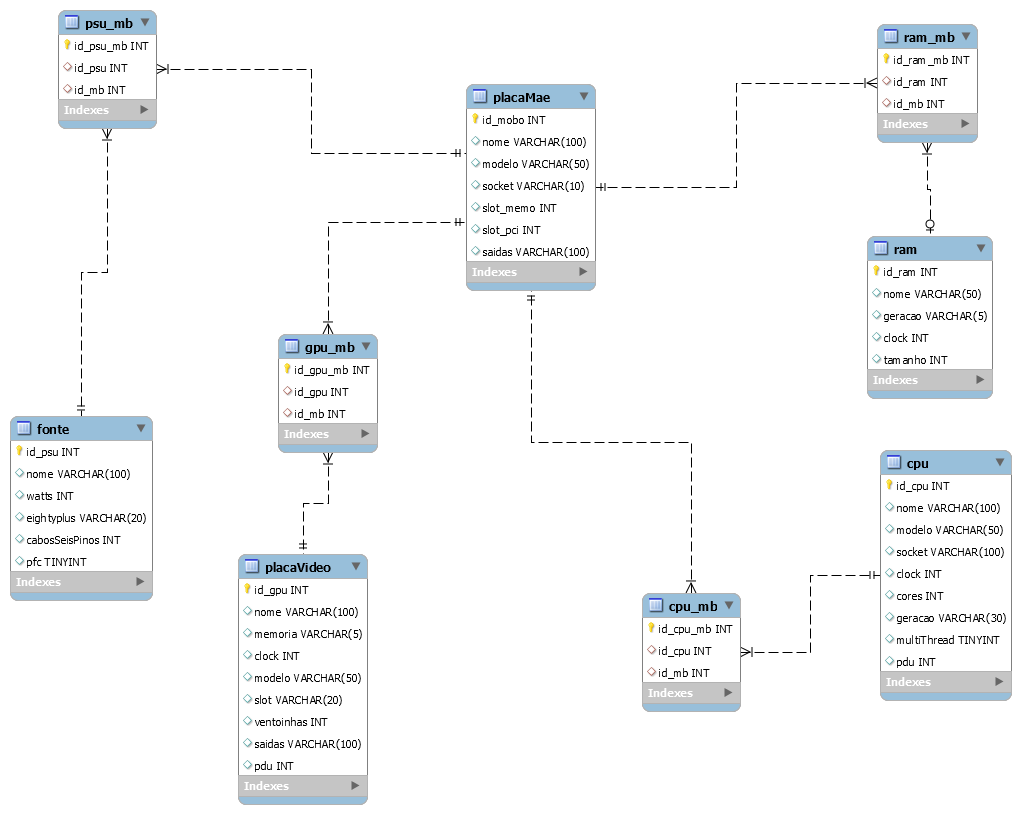 psu_mb
id_psu_mb INT
id_psu INT
id_mb INT
Indexes
placaMae
id_mobo INT
nome VARCHAR(100)
modelo VARCHAR(50)
socket VARCHAR(10)
slot_memo INT
slot_pci INT
saidas VARCHAR(100)
Indexes
ram_mb
id_ram_mb INT
id_ram INT
id_mb INT
Indexes
ram
id_ram INT
nome VARCHAR(50)
geracao VARCHAR(5)
clock INT
tamanho INT
Indexes
gpu_mb
id_gpu_mb INT
id_gpu INT
id_mb INT
Indexes
fonte
id_psu INT
nome VARCHAR(100)
watts INT
eightyplus VARCHAR(20)
cabosSeisPinos INT
pfc TINYINT
Indexes
placaVideo
id_gpu INT
nome VARCHAR(100)
memoria VARCHAR(5)
clock INT
modelo VARCHAR(50)
slot VARCHAR(20)
ventoinhas INT
saidas VARCHAR(100)
pdu INT
Indexes
cpu_mb
id_cpu_mb INT
id_cpu INT
id_mb INT
Indexes
cpu
id_cpu INT
nome VARCHAR(100)
modelo VARCHAR(50)
socket VARCHAR(100)
clock INT
cores INT
geracao VARCHAR(30)
multiThread TINYINT
pdu INT
Indexes